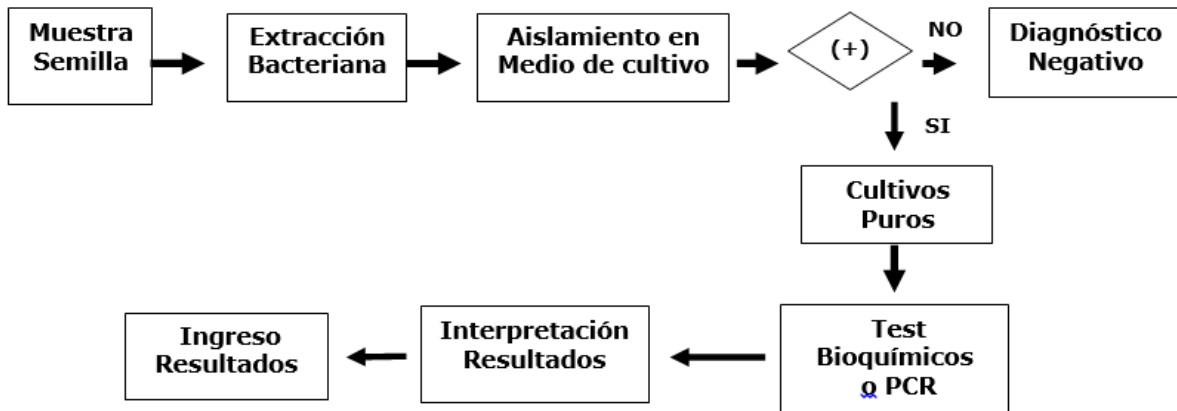 Muestra
Semilla
Extracción
Bacteriana
Aislamiento en
Medio de cultivo
(+)
NO
Diagnóstico
Negativo
SI
Cultivos
Puros
Test
Bioquímicos
o PCR
Interpretación
Resultados
Ingreso
Resultados